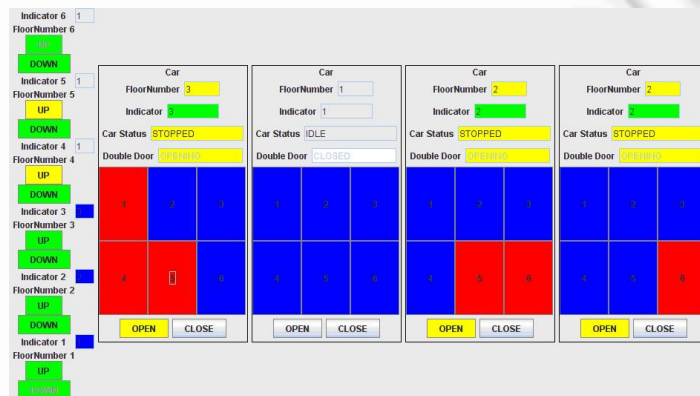 Indicator 6 1
FloorNumber 6
UP
DOWN
Indicator 5 1
FloorNumber 5
UP
DOWN
Indicator 4 1
FloorNumber 4
UP
DOWN
Indicator 3
FloorNumber 3
UP
DOWN
Indicator 2
FloorNumber 2
UP
DOWN
Indicator 1 1
FloorNumber 1
UP
DOWN
Car
FloorNumber 3
Indicator 3
Car Status STOPPED
Double Door OPENING
1 2 3
4 5 6
OPEN CLOSE
Car
FloorNumber 1
Indicator 1
Car Status IDLE
Double Door CLOSED
1 2 3
4 5 6
OPEN CLOSE
Car
FloorNumber 2
Indicator 2
Car Status STOPPED
Double Door OPENING
1 2 3
4 5 6
OPEN CLOSE
Car
FloorNumber 2
Indicator 2
Car Status STOPPED
Double Door OPENING
1 2 3
4 5 6
OPEN CLOSE